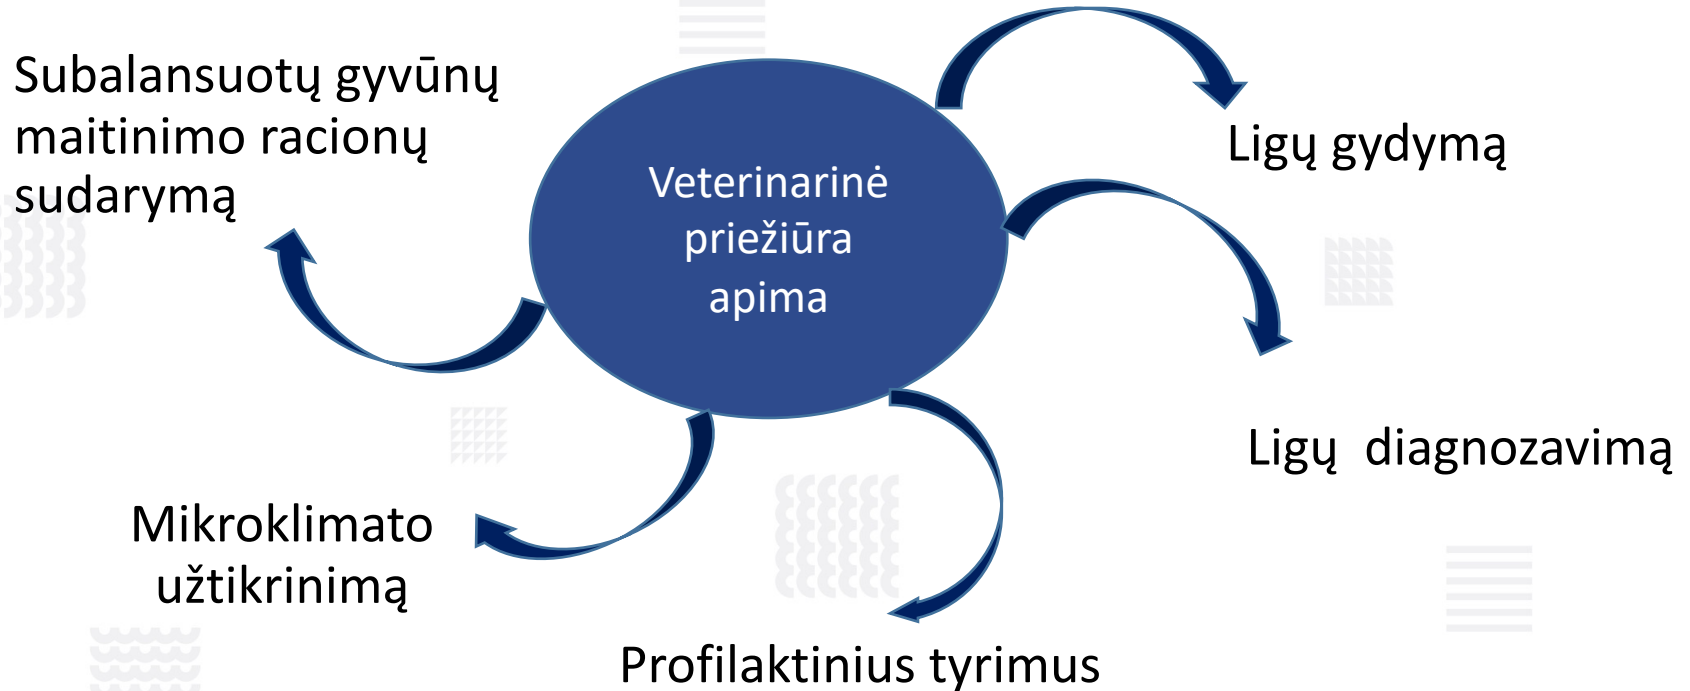 Subalansuotų gyvūnų
maitinimo racionų
sudarymą
Veterinarinė
priežiūra
apima
Ligų gydymą
Ligų  diagnozavimą
Mikroklimato
užtikrinimą
Profilaktinius tyrimus